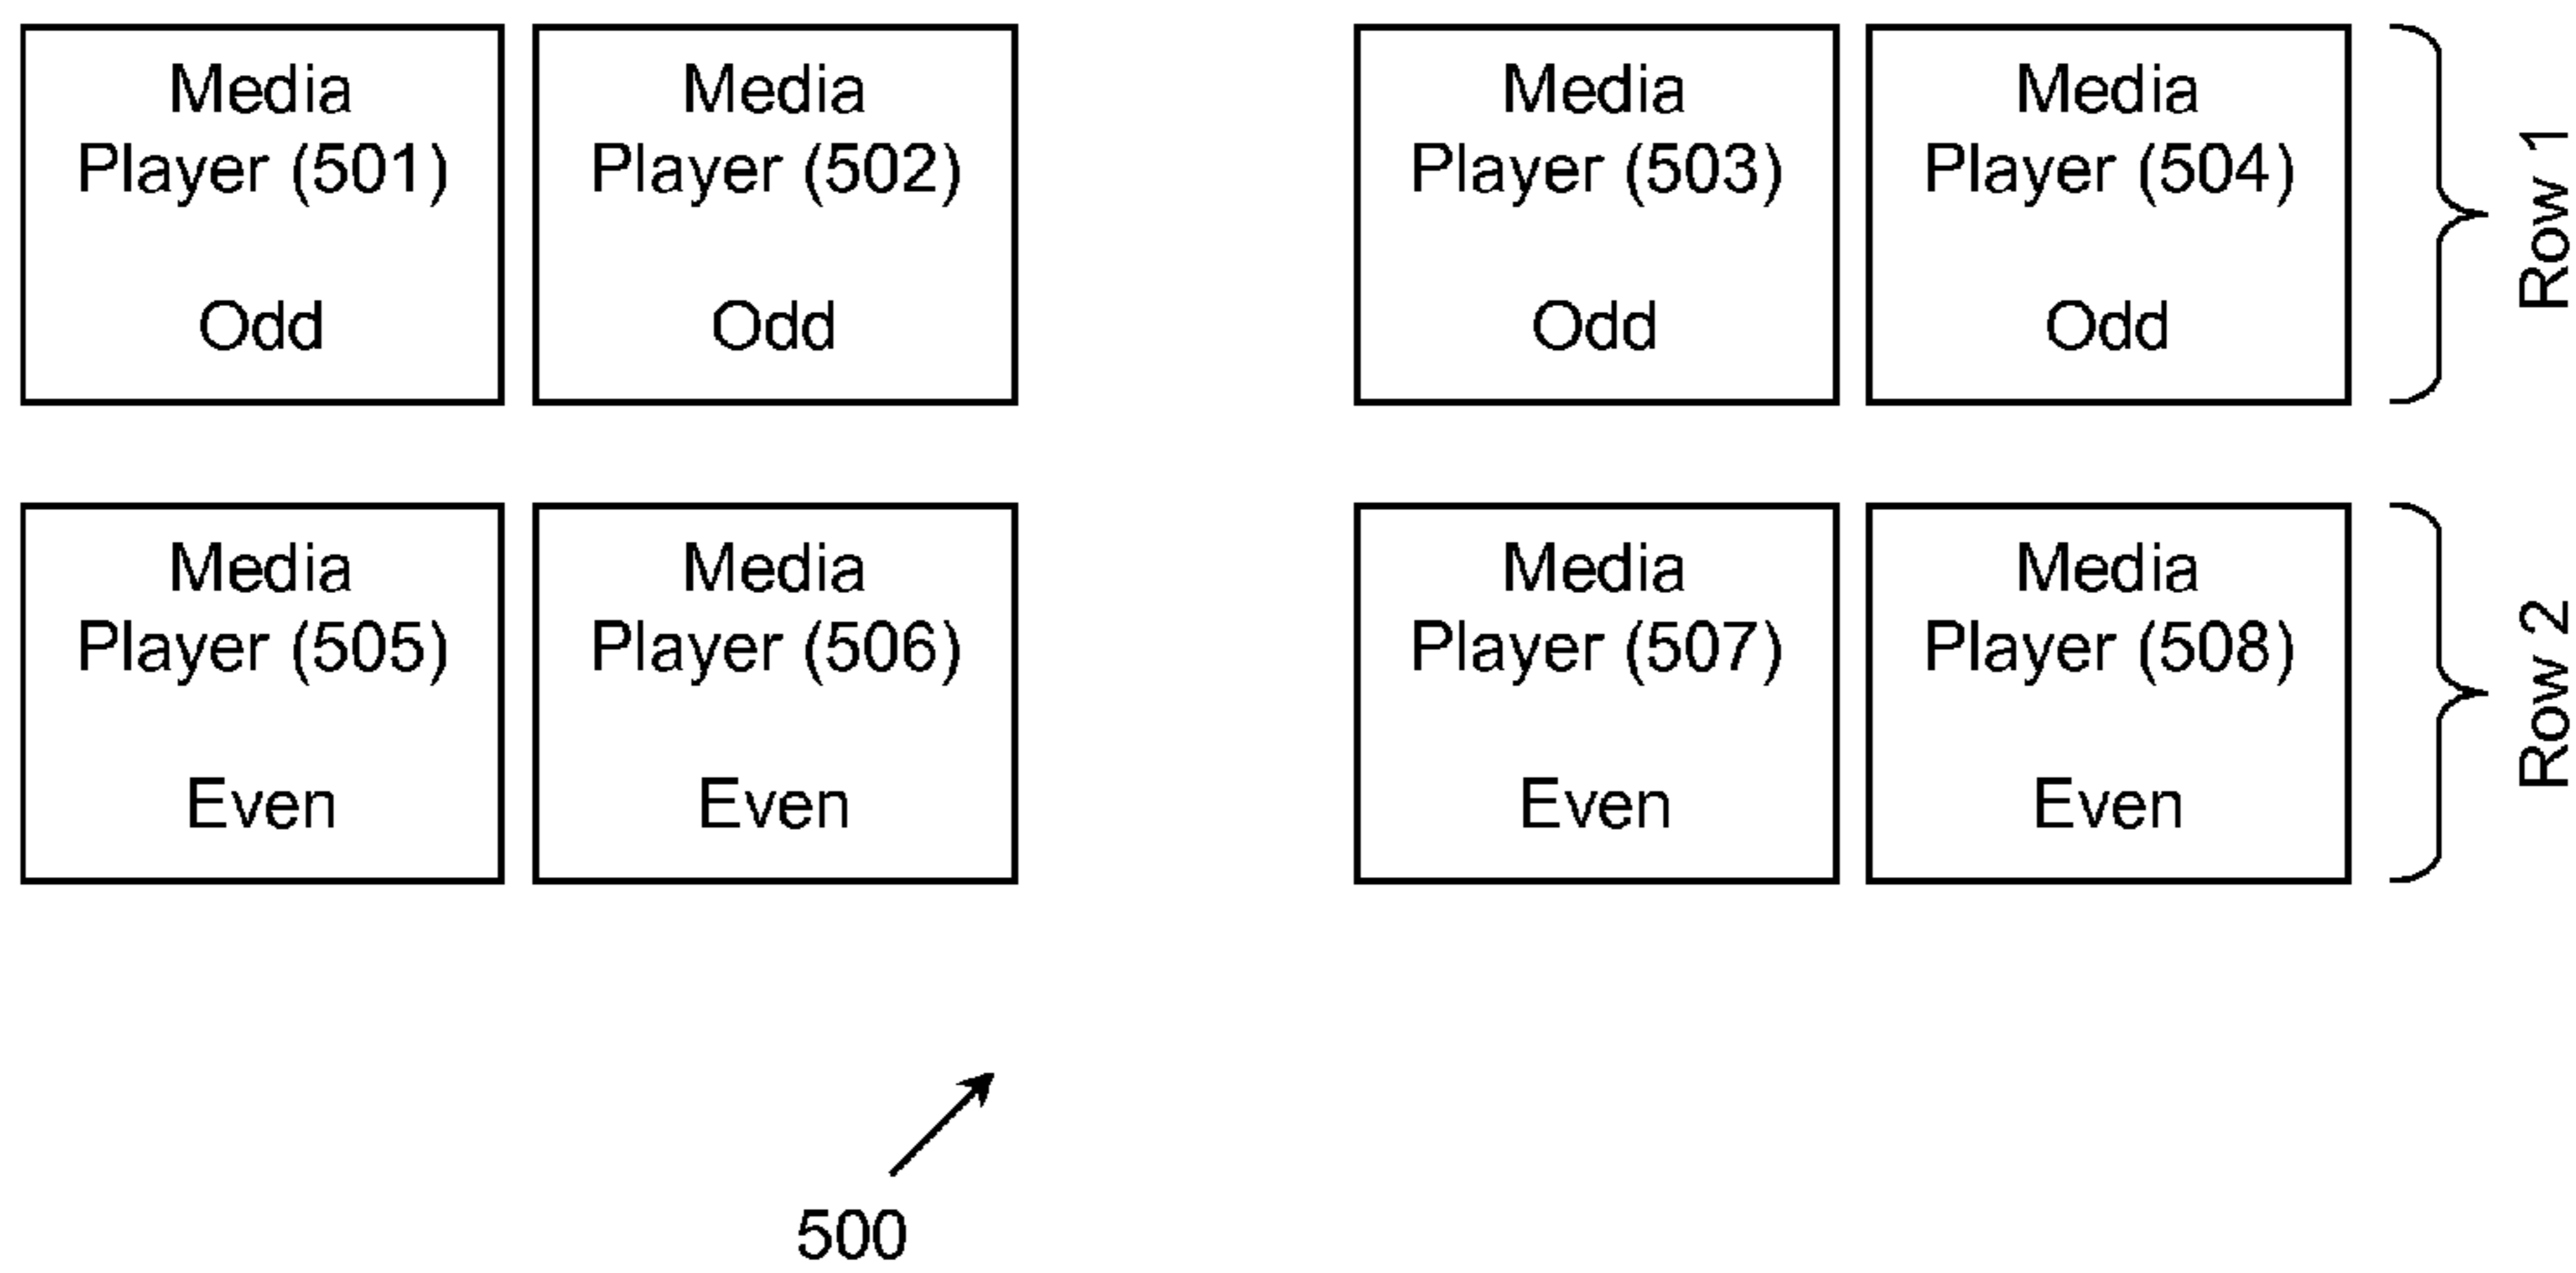 Media
Player (501)
Odd
Media
Player (502)
Odd
Media
Player (503)
Odd
Media
Player (504)
Odd
Row 1
Media
Player (505)
Even
Media
Player (506)
Even
Media
Player (507)
Even
Media
Player (508)
Even
Row 2
500